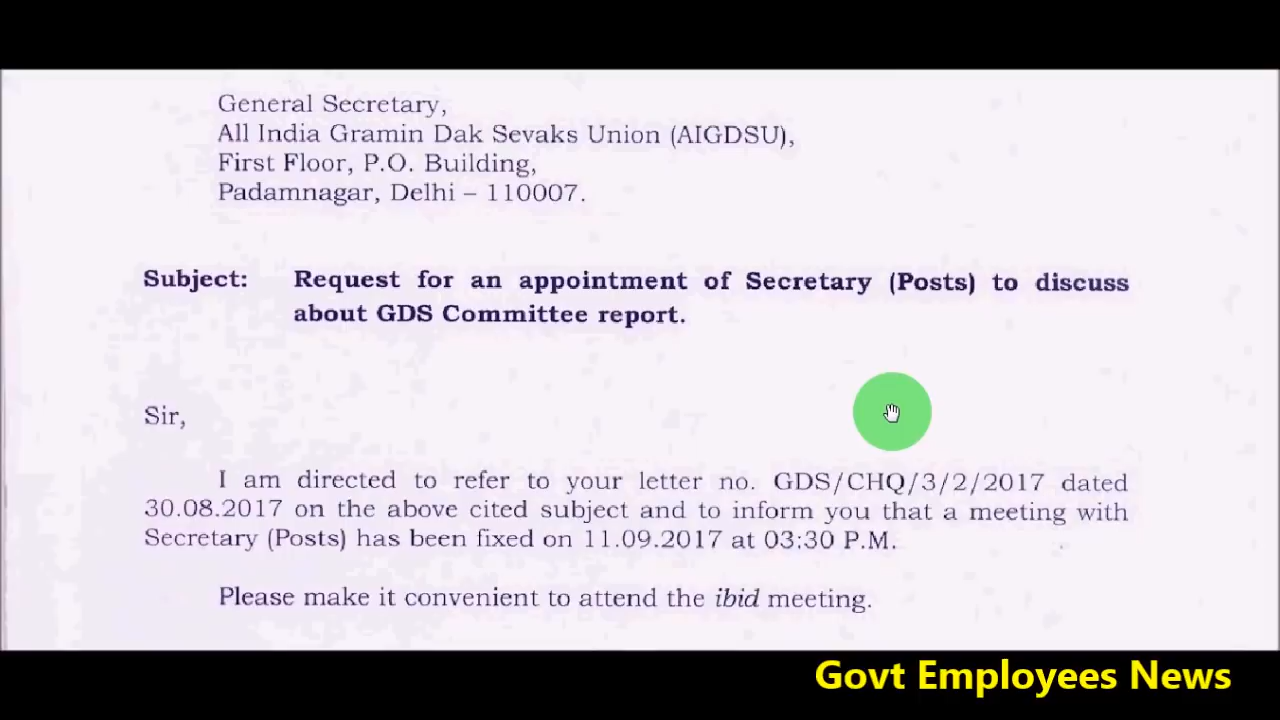 General Secretary,
All India Gramin Dak Sevaks Union (AIGDSU),
First Floor, P.O. Building,
Padamnagar, Delhi – 110007.
Subject: Request for an appointment of Secretary (Posts) to discuss
about GDS Committee report.
Sir,
I am directed to refer to your letter no. GDS/CHQ/3/2/2017 dated
30.08.2017 on the above cited subject and to inform you that a meeting with
Secretary (Posts) has been fixed on 11.09.2017 at 03:30 P.M.
Please make it convenient to attend the ibid meeting.
Govt Employees News